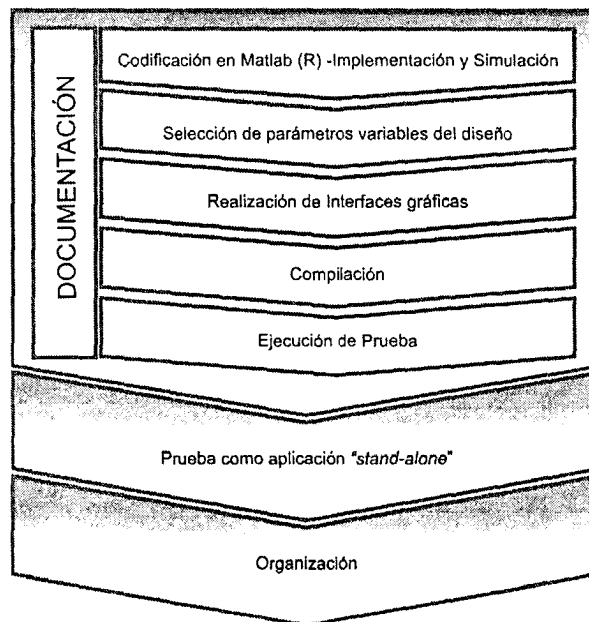 DOCUMENTACIÓN
Codificación en Matlab (R) -Implementación y Simulación
Selección de parámetros variables del diseño
Realización de Interfaces gráficas
Compilación
Ejecución de Prueba
Prueba como aplicación "stand-alone"
Organización